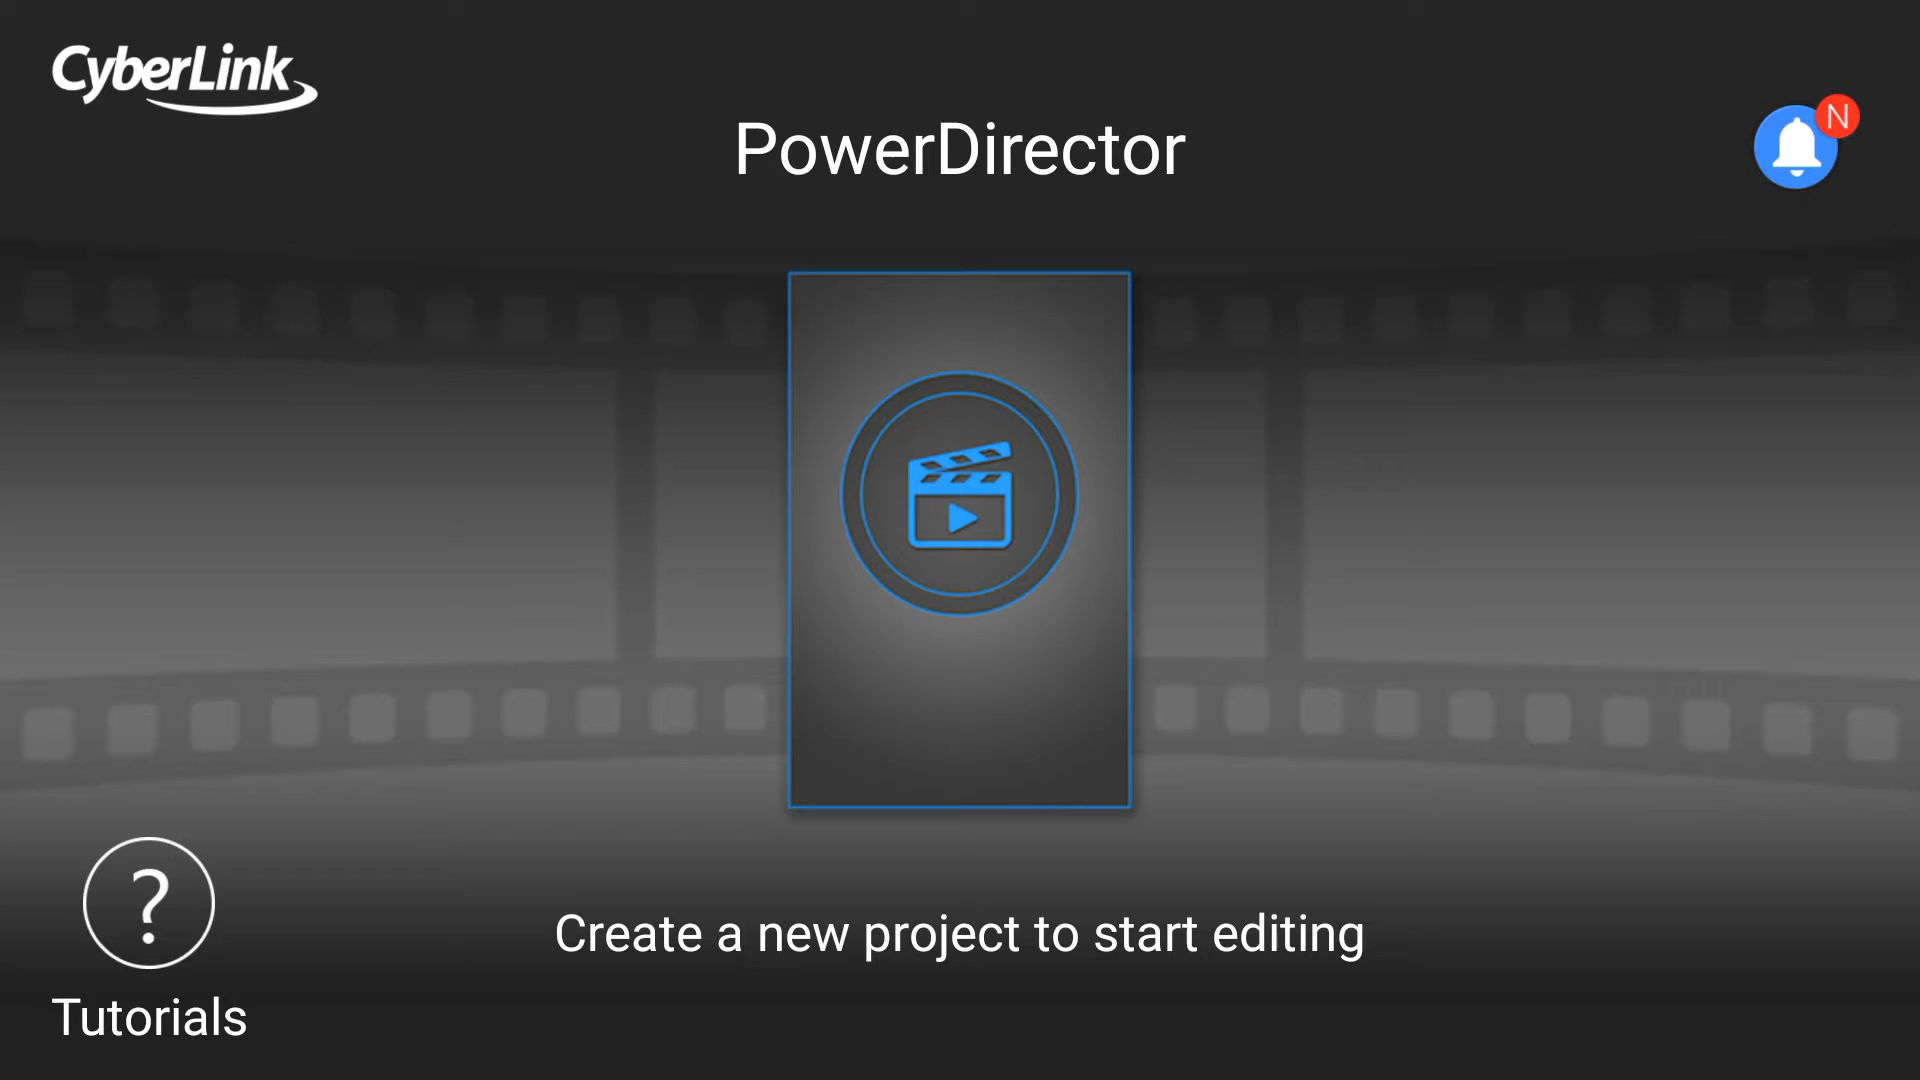 CyberLink
PowerDirector
N
?
Create a new project to start editing
Tutorials